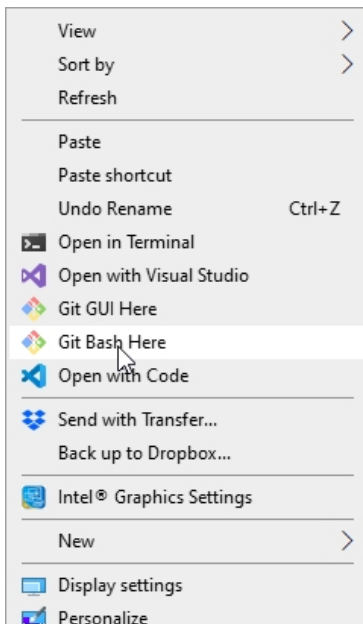 View
Sort by
Refresh
Paste
Paste shortcut
Undo Rename Ctrl+Z
Open in Terminal
Open with Visual Studio
Git GUI Here
Git Bash Here
Open with Code
Send with Transfer...
Back up to Dropbox...
Intel® Graphics Settings
New
Display settings
Personalize